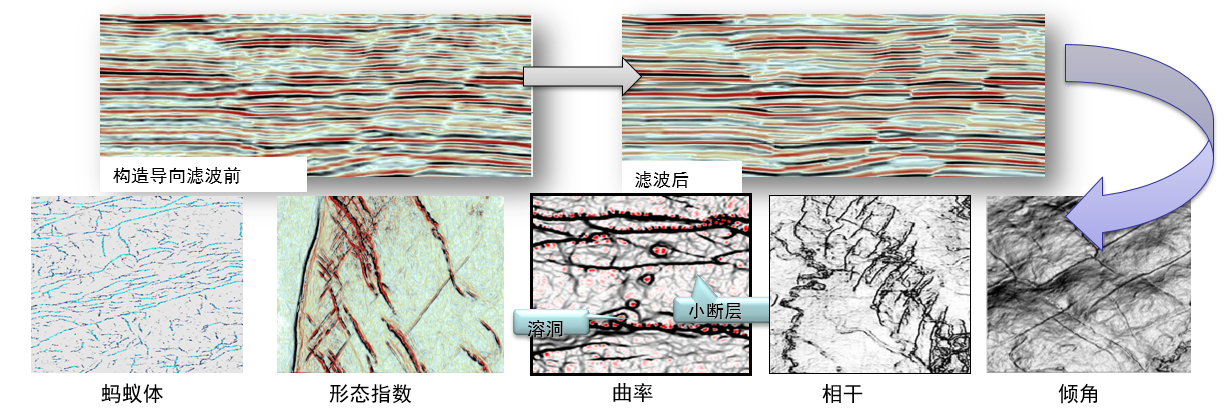 构造导向滤波前
滤波后
溶洞
小断层
蚂蚁体
形态指数
曲率
相干
倾角